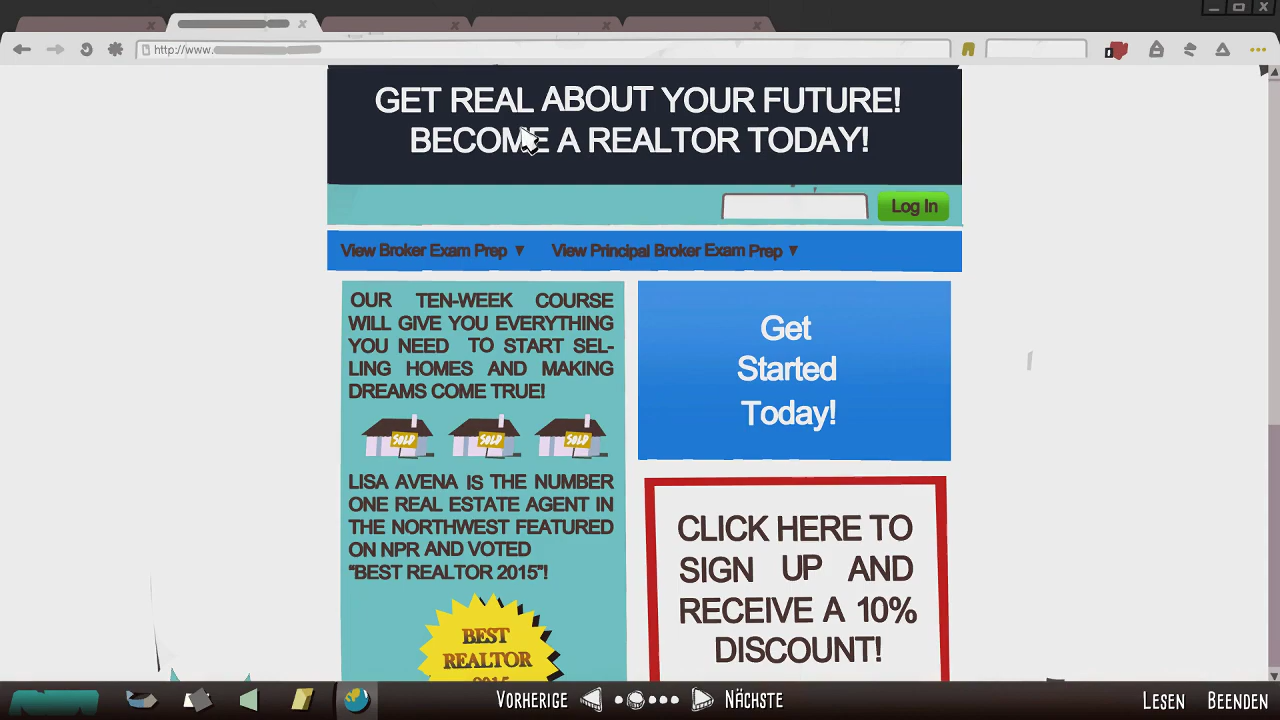 http://www.
GET REAL ABOUT YOUR FUTURE!
BECOME A REALTOR TODAY!
Log In
View Broker Exam Prep ▼ View Principal Broker Exam Prep ▼
OUR TEN-WEEK COURSE
WILL GIVE YOU EVERYTHING
YOU NEED TO START SEL-
LING HOMES AND MAKING
DREAMS COME TRUE!
SOLD SOLD SOLD
LISA AVENA IS THE NUMBER
ONE REAL ESTATE AGENT IN
THE NORTHWEST FEATURED
ON NPR AND VOTED
"BEST REALTOR 2015"!
BEST
REALTOR
2015
Get
Started
Today!
CLICK HERE TO
SIGN UP AND
RECEIVE A 10%
DISCOUNT!
VORHERIGE NÄCHSTE
LESEN BEENDEN